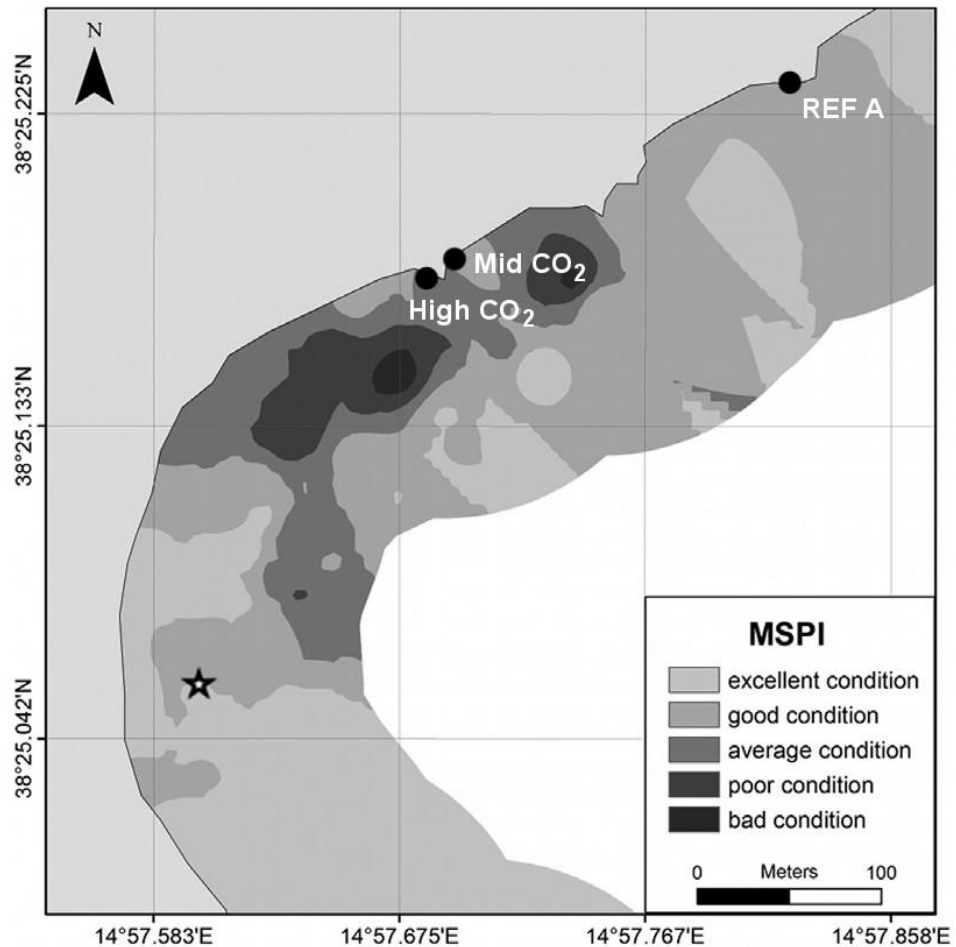 N
38°25.225'N
REF A
Mid CO₂
High CO₂
38°25.133'N
38°25.042'N
MSPI
excellent condition
good condition
average condition
poor condition
bad condition
0 Meters 100
14°57.583'E 14°57.675'E 14°57.767'E 14°57.858'E